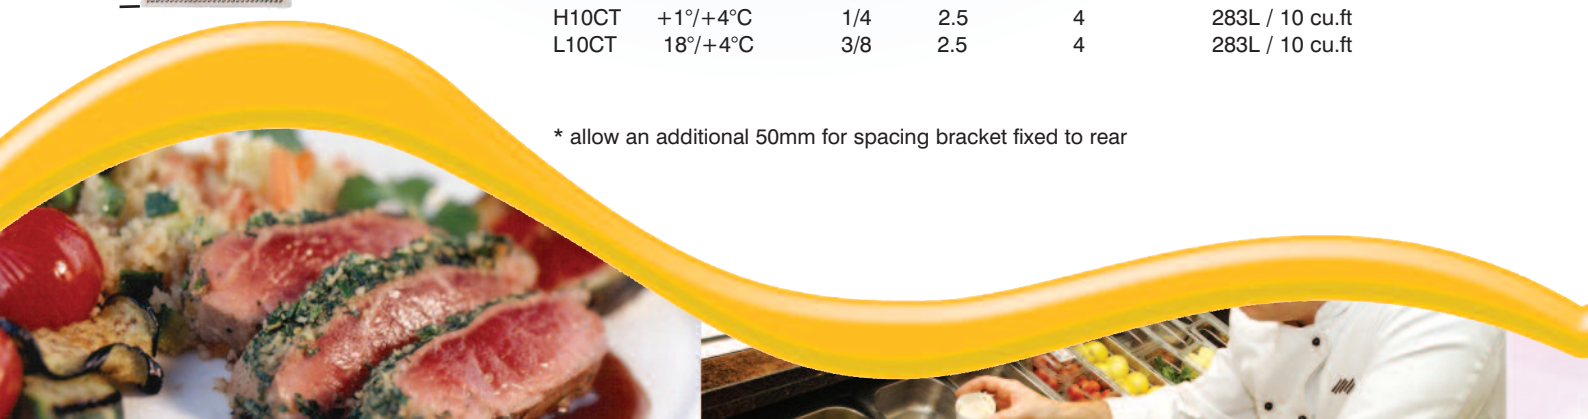 H10CT +1°/+4°C 1/4 2.5 4 283L / 10 cu.ft
L10CT 18°/+4°C 3/8 2.5 4 283L / 10 cu.ft
* allow an additional 50mm for spacing bracket fixed to rear